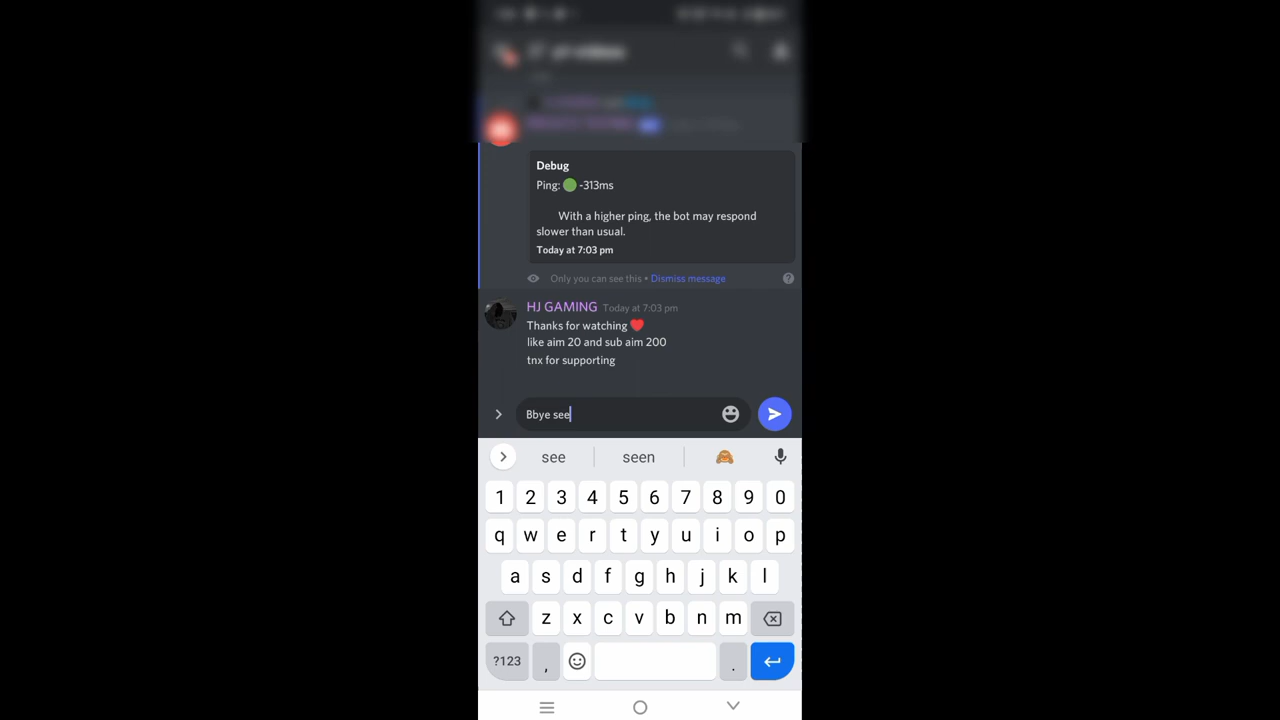 Debug
Ping: 🟢 -313ms
With a higher ping, the bot may respond
slower than usual.
Today at 7:03 pm
Only you can see this • Dismiss message
HJ GAMING Today at 7:03 pm
Thanks for watching ❤️
like aim 20 and sub aim 200
tnx for supporting
Bbye see
see seen 🙈
1 2 3 4 5 6 7 8 9 0
q w e r t y u i o p
a s d f g h j k l
z x c v b n m
?123 , .